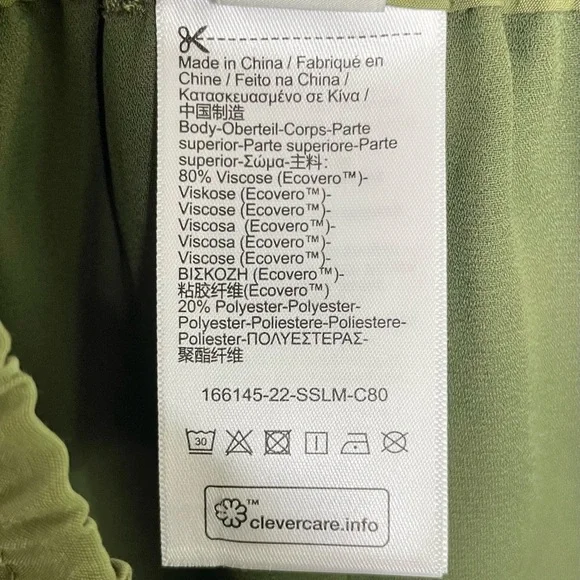 Made in China / Fabriqué en
Chine / Feito na China /
Κατασκευασμένο σε Κίνα /
中国制造
Body-Oberteil-Corps-Parte
superior-Parte superiore-Parte
superior-Σώμα-主料:
80% Viscose (Ecovero™)-
Viskose (Ecovero™)-
Viscose (Ecovero™)-
Viscosa (Ecovero™)-
Viscosa (Ecovero™)-
Viscose (Ecovero™)-
ΒΙΣΚΟΖΗ (Ecovero™)-
粘胶纤维(Ecovero™)
20% Polyester-Polyester-
Polyester-Poliestere-Poliestere-
Poliester-ΠΟΛΥΕΣΤΕΡΑΣ-
聚酯纤维
166145-22-SSLM-C80
30
™
clevercare.info